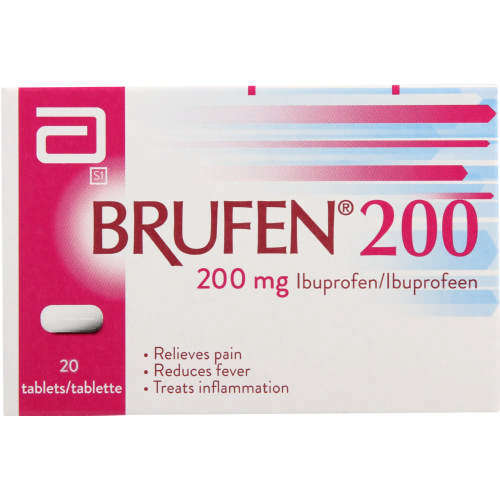 S1
BRUFEN® 200
200 mg Ibuprofen/Ibuprofeen
20
tablets/tablette
• Relieves pain
• Reduces fever
• Treats inflammation